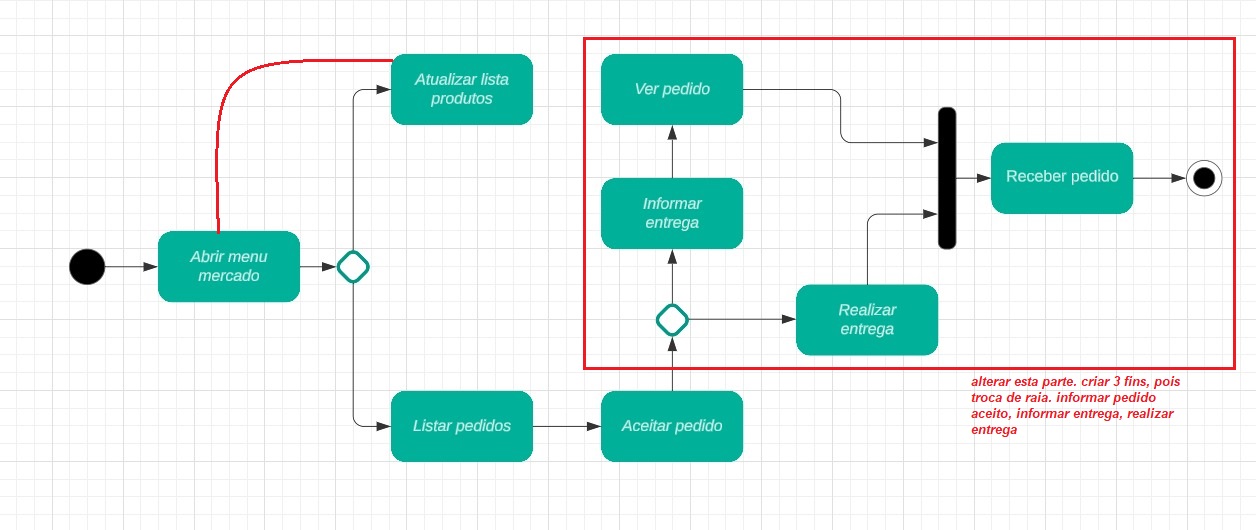 Atualizar lista
produtos
Ver pedido
Informar
entrega
Receber pedido
Abrir menu
mercado
Realizar
entrega
Listar pedidos
Aceitar pedido
alterar esta parte. criar 3 fins, pois
troca de raia. informar pedido
aceito, informar entrega, realizar
entrega